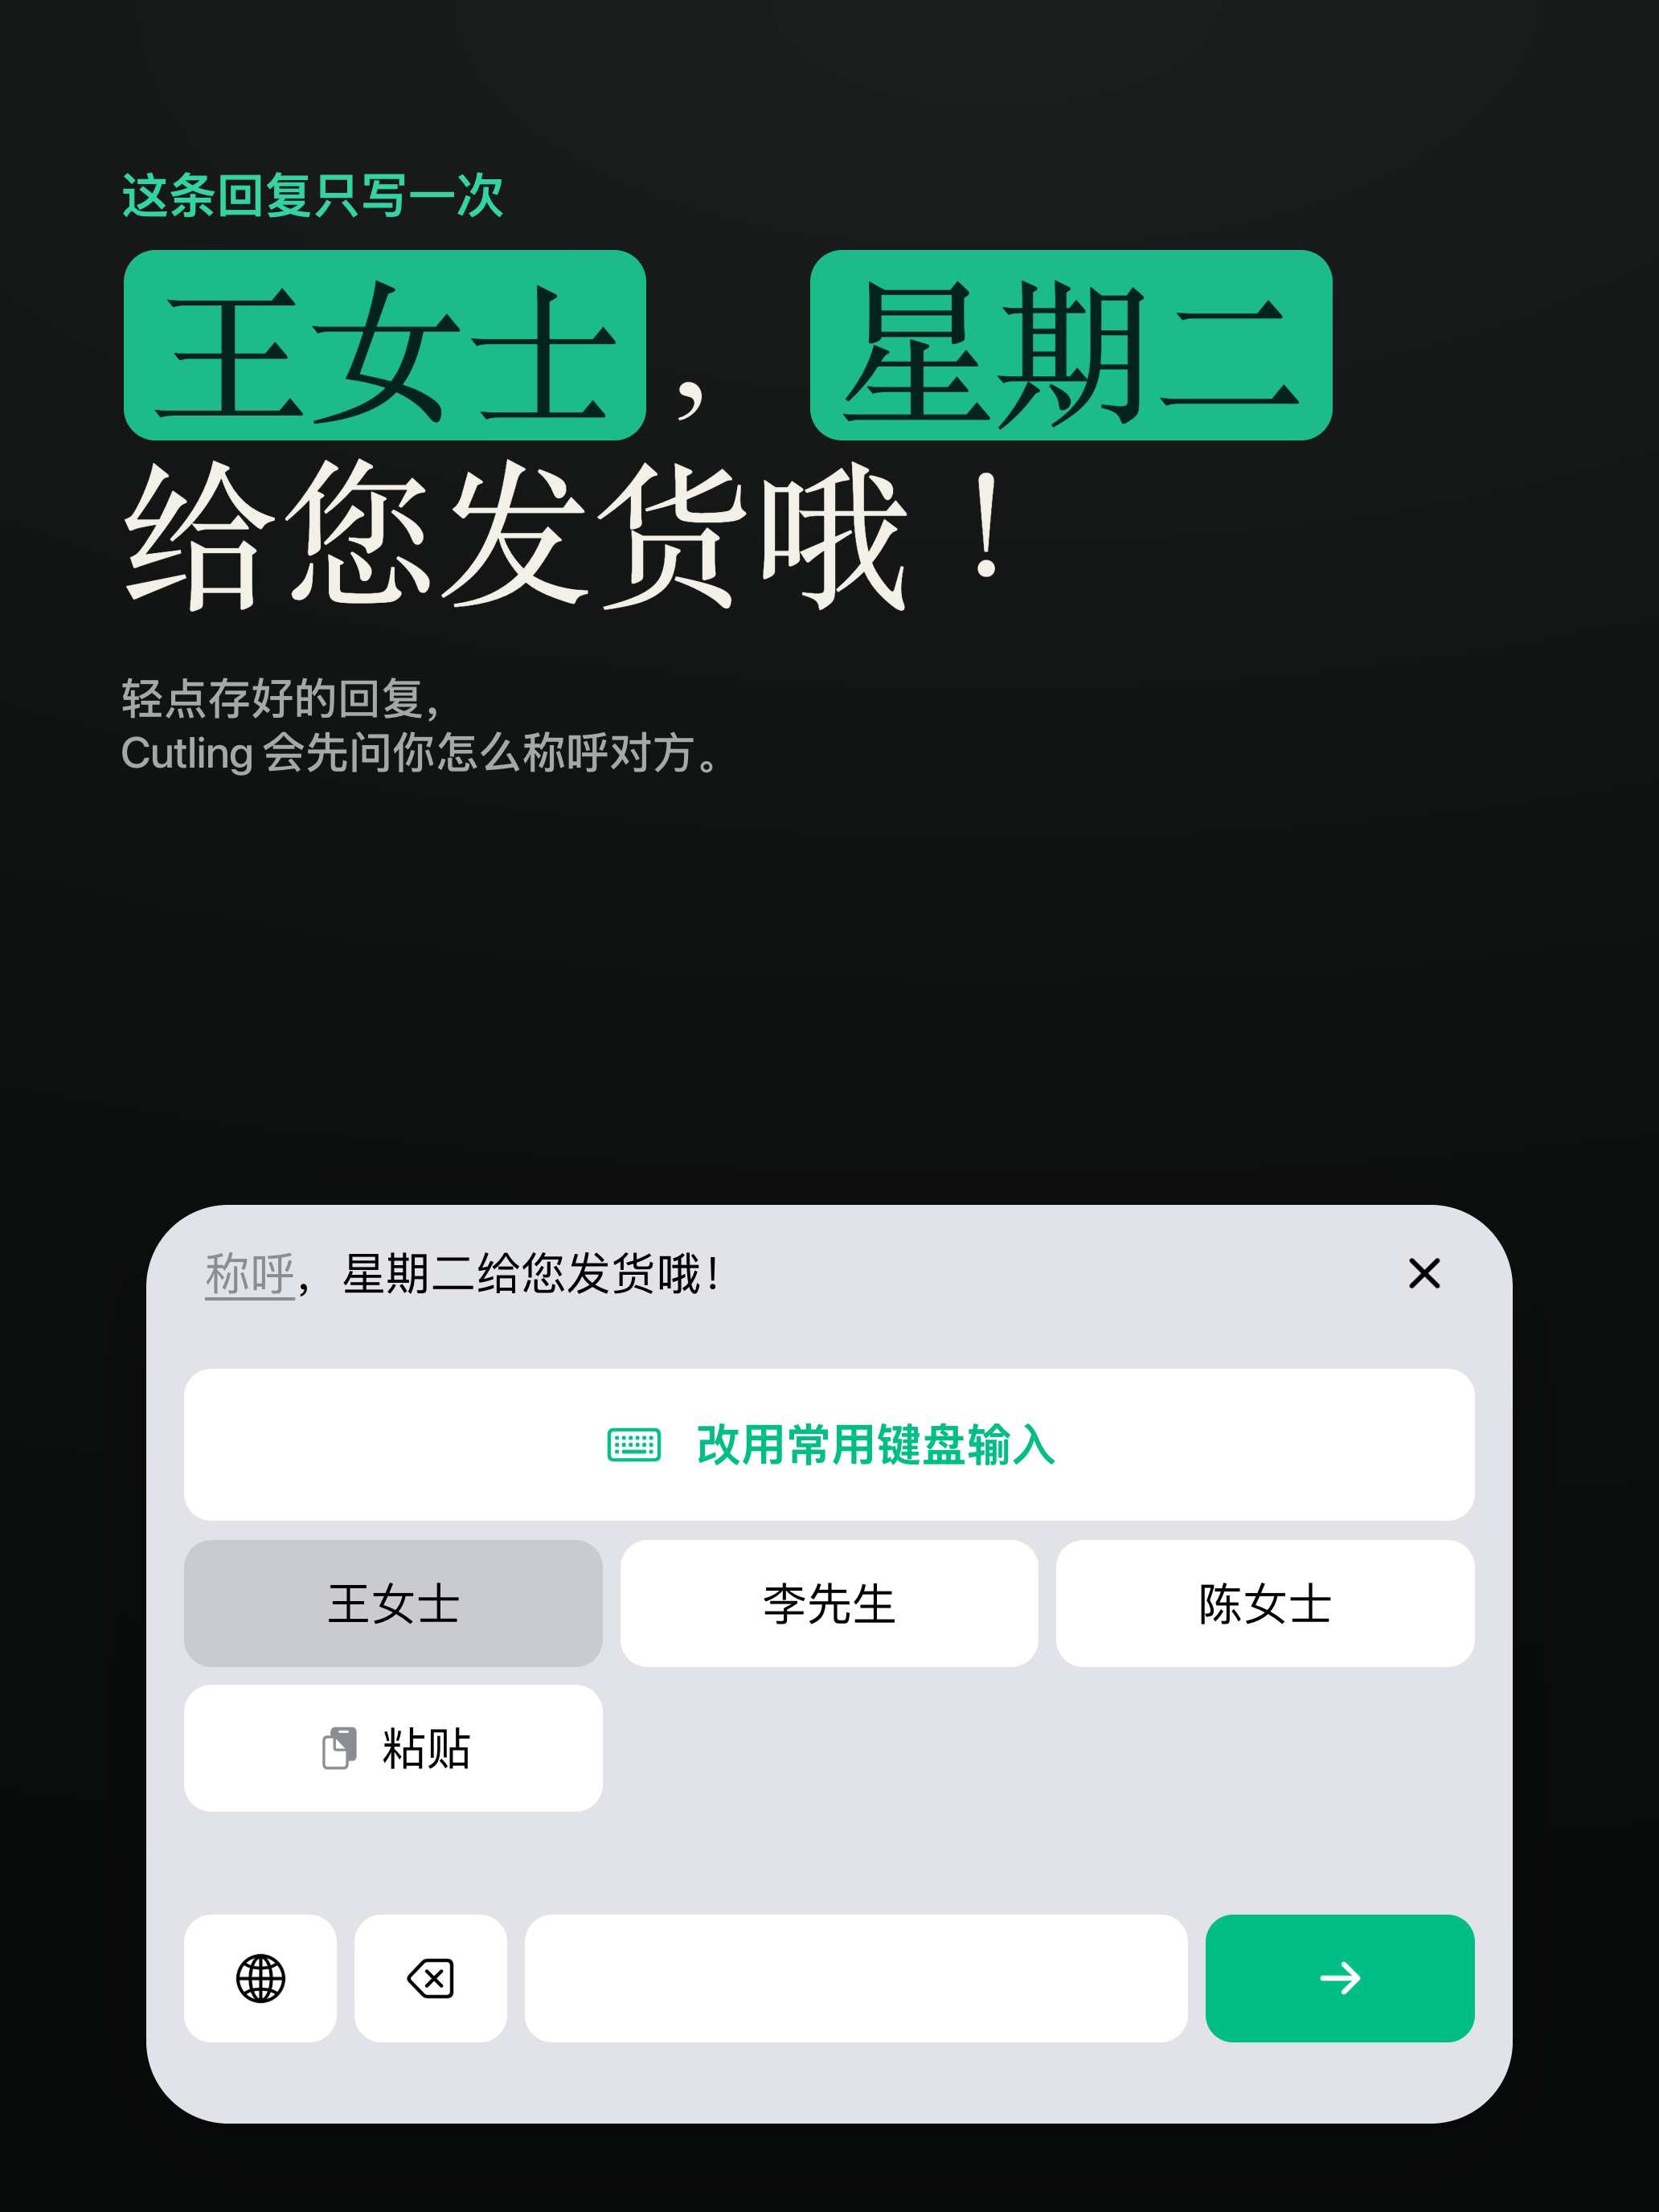 这条回复只写一次
王女士，星期二
给您发货哦！
轻点存好的回复，
Cutling 会先问你怎么称呼对方。
称呼，星期二给您发货哦！
改用常用键盘输入
王女士
李先生
陈女士
粘贴